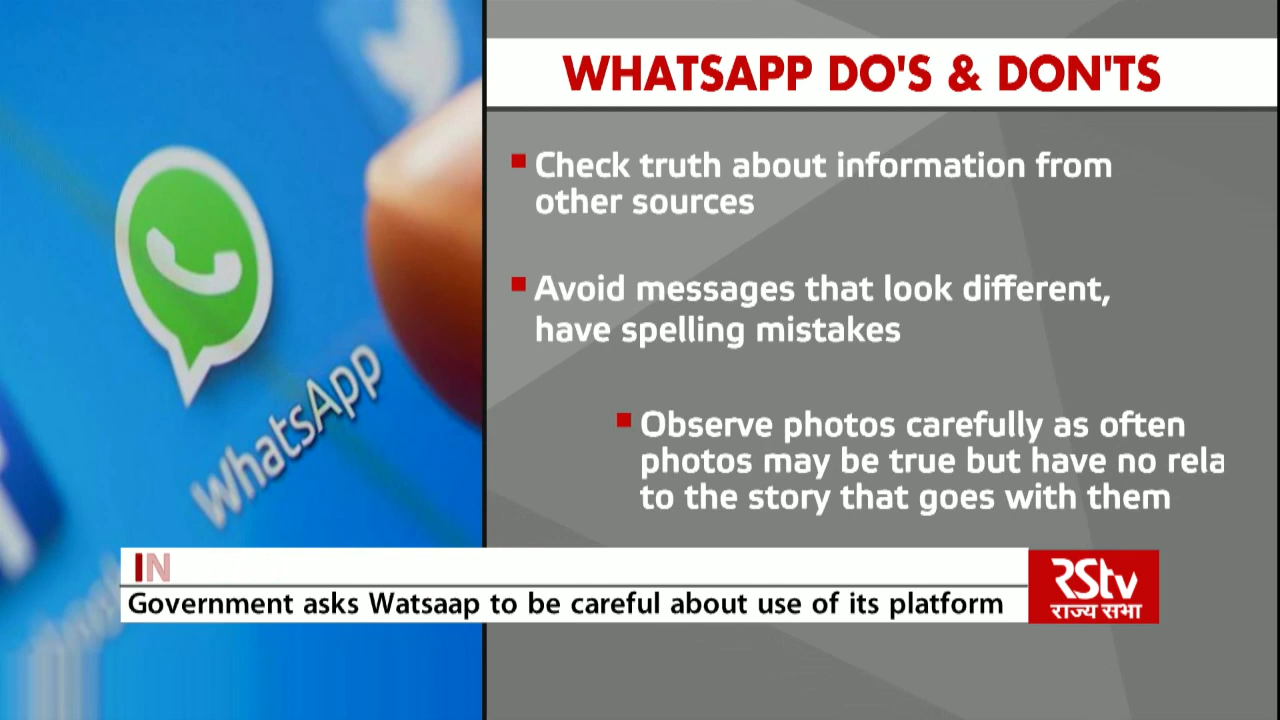 WHATSAPP DO'S & DON'TS
Check truth about information from
other sources
Avoid messages that look different,
have spelling mistakes
Observe photos carefully as often
photos may be true but have no rela
to the story that goes with them
WhatsApp
IN
Government asks Watsaap to be careful about use of its platform
RStv
राज्य सभा